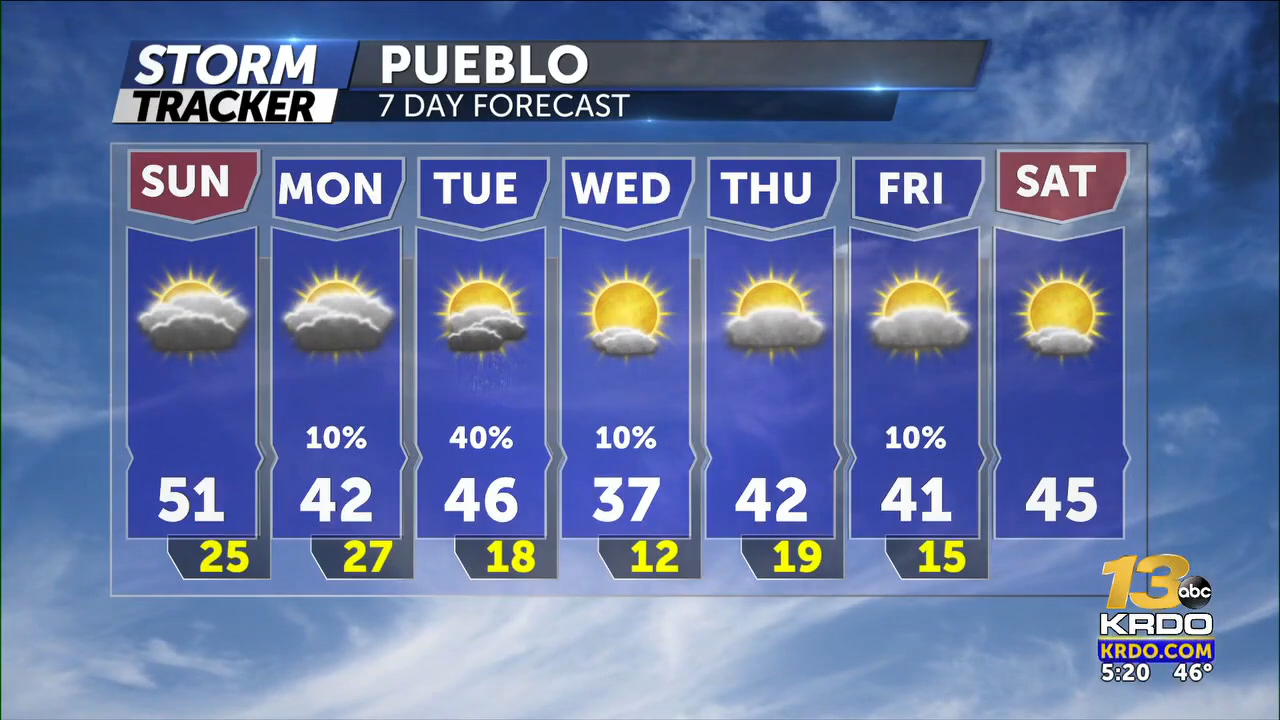 STORM
TRACKER
PUEBLO
7 DAY FORECAST
SUN MON TUE WED THU FRI SAT
10% 40% 10% 10%
51 42 46 37 42 41 45
25 27 18 12 19 15
13 abc
KRDO
KRDO.COM
5:20 46°